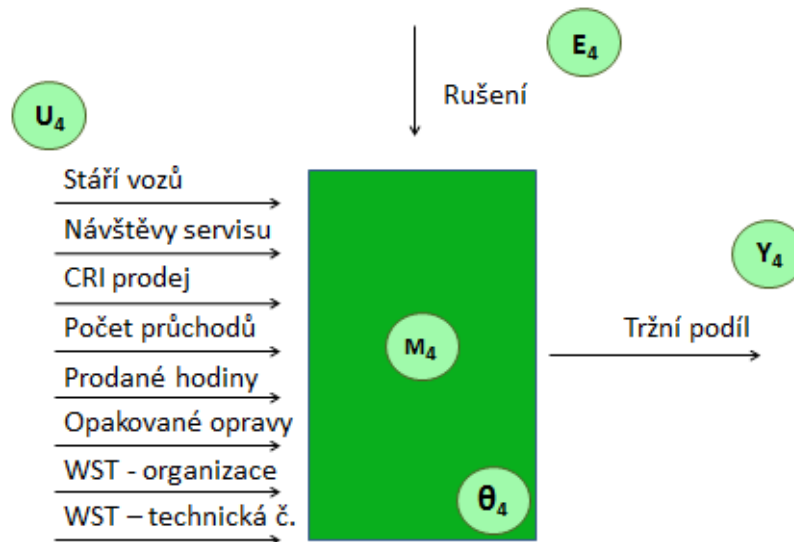 E₄
Rušení
U₄
Stáří vozů
Návštěvy servisu
CRI prodej
Počet průchodů
Prodané hodiny
Opakované opravy
WST - organizace
WST – technická č.
M₄
θ₄
Y₄
Tržní podíl